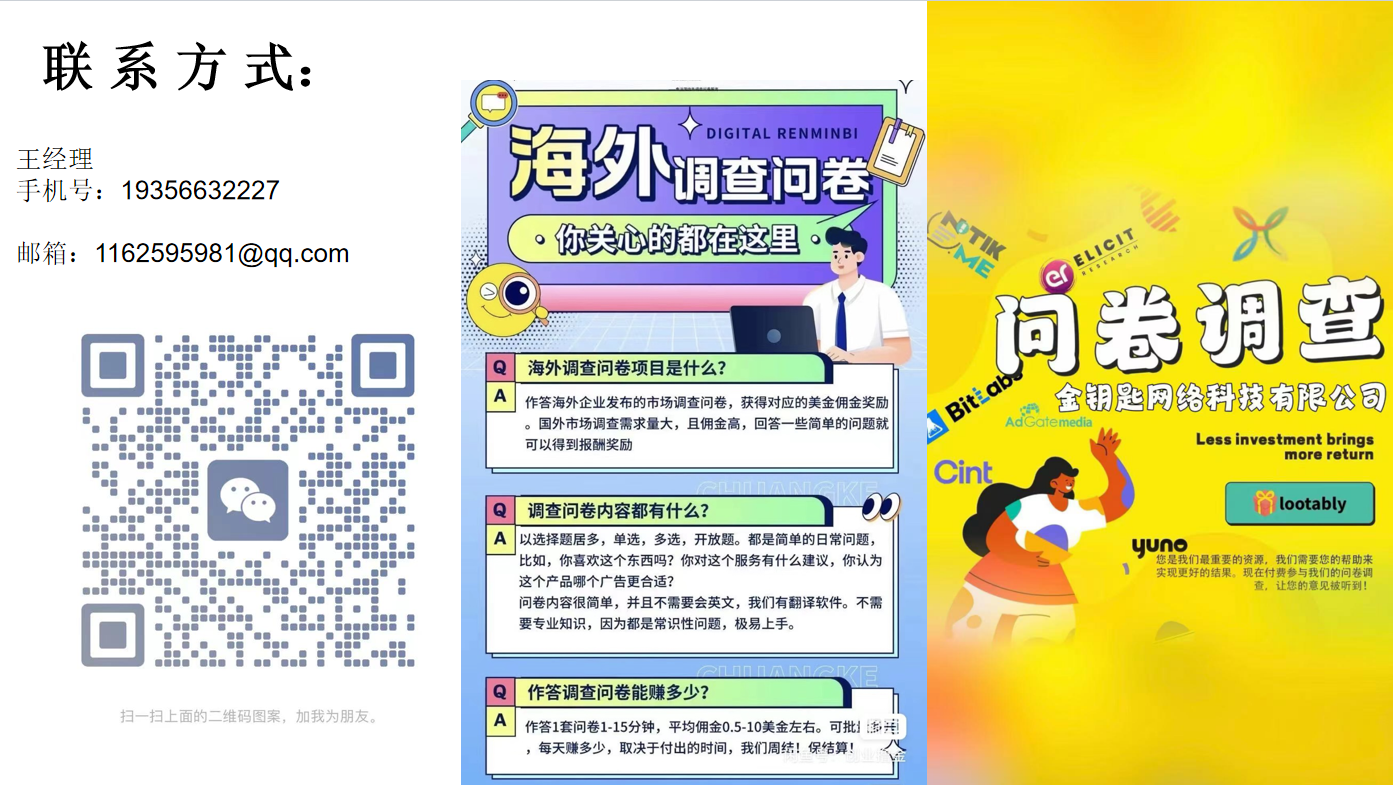 联系方式：
王经理
手机号：19356632227
邮箱：1162595981@qq.com
扫一扫上面的二维码图案，加我为朋友。
DIGITAL RENMINBI
海外调查问卷
·你关心的都在这里·
Q 海外调查问卷项目是什么？
A 作答海外企业发布的市场调查问卷，获得对应的美金佣金奖励
。国外市场调查需求量大，且佣金高，回答一些简单的问题就
可以得到报酬奖励
CHUANGKE
Q 调查问卷内容都有什么？
A 以选择题居多，单选，多选，开放题。都是简单的日常问题，
比如，你喜欢这个东西吗？你对这个服务有什么建议，你认为
这个产品哪个广告更合适？
问卷内容很简单，并且不需要会英文，我们有翻译软件。不需
要专业知识，因为都是常识性问题，极易上手。
CHUANGKE
Q 作答调查问卷能赚多少？
A 作答1套问卷1-15分钟，平均佣金0.5-10美金左右。可批
，每天赚多少，取决于付出的时间，我们周结！保结算！
NOTIK
ME
er ELICIT
RESEARCH
问卷调查
BitLabs
金钥匙网络科技有限公司
AdGatemedia
Less investment brings
more return
Cint
lootably
yuno
您是我们最重要的资源，我们需要您的帮助来
实现更好的结果。现在付费参与我们的问卷调
查，让您的意见被听到！